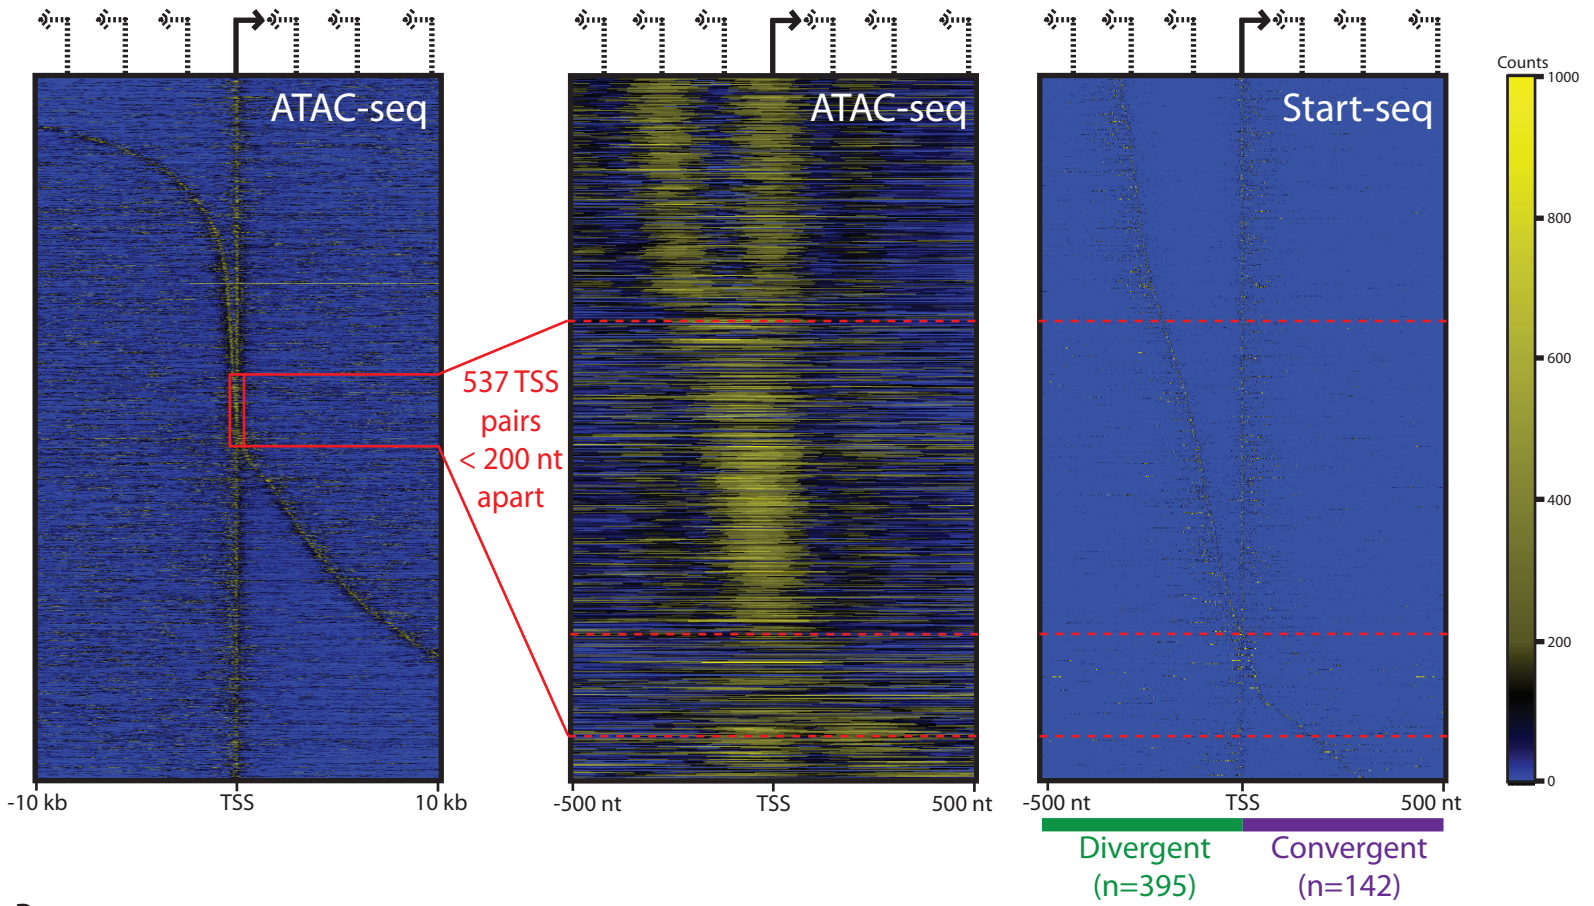 ATAC-seq
ATAC-seq
Start-seq
Counts
1000
800
600
400
200
0
537 TSS
pairs
< 200 nt
apart
-10 kb
TSS
10 kb
-500 nt
TSS
500 nt
-500 nt
TSS
500 nt
Divergent
(n=395)
Convergent
(n=142)